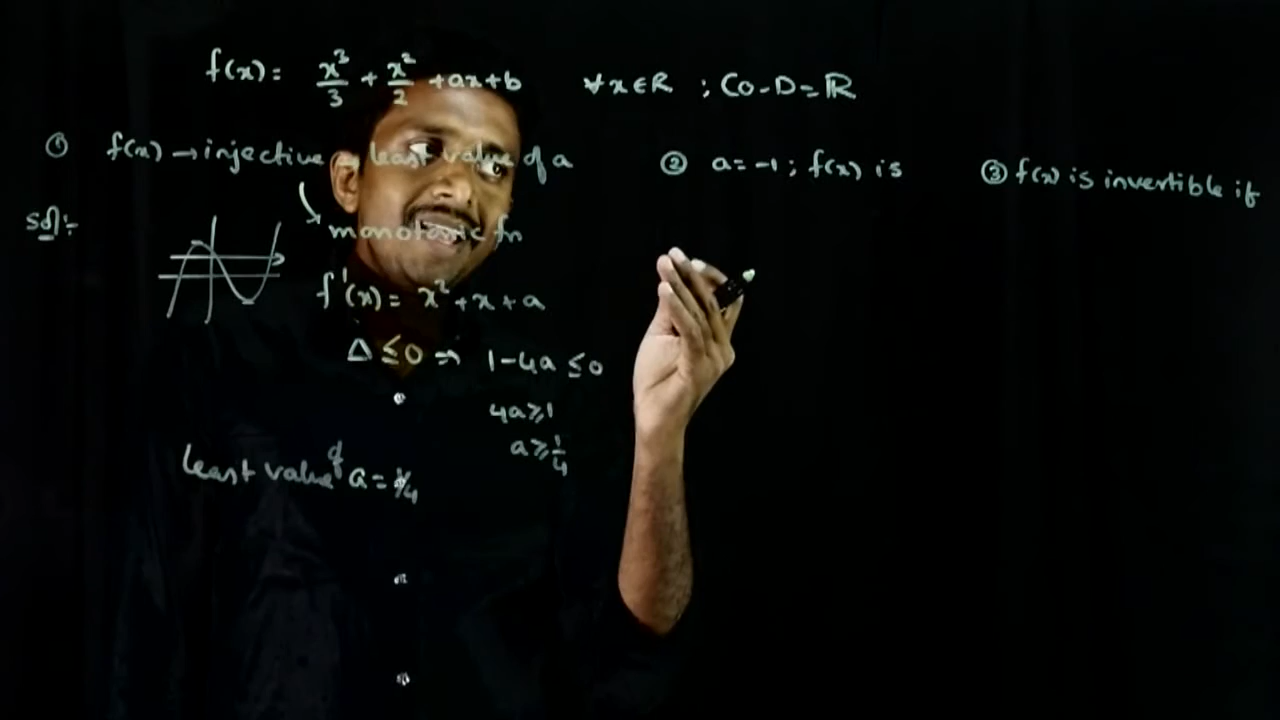 f(x) = x³/3 + x²/2 + ax + b ∀ x ∈ R ; Co-D = ℝ
① f(x) → injective least value of a
Sol:-
monotonic fn
f'(x) = x² + x + a
Δ ≤ 0 ⇒ 1 - 4a ≤ 0
4a ≥ 1
a ≥ 1/4
least value of a = 1/4
② a = -1 ; f(x) is
③ f(x) is invertible if